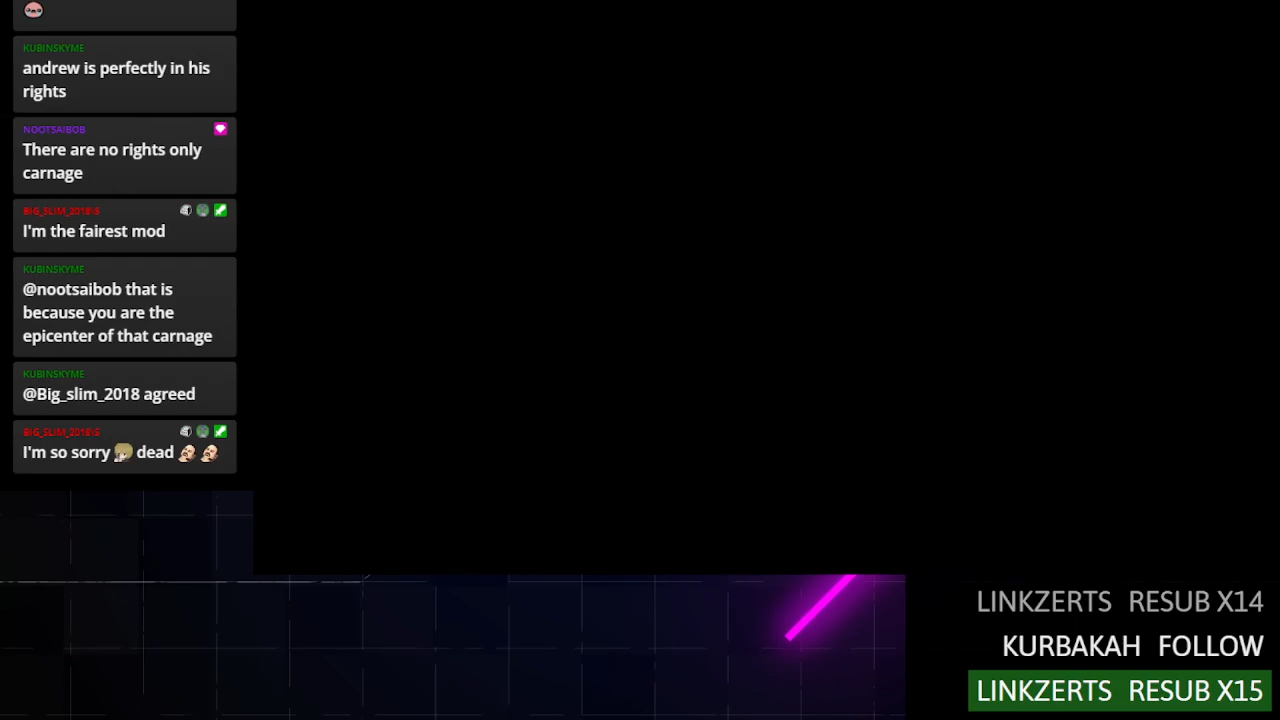 KUBINSKYME
andrew is perfectly in his
rights
NOOTSAIBOB
There are no rights only
carnage
BIG_SLIM_2018\S
I'm the fairest mod
KUBINSKYME
@nootsaibob that is
because you are the
epicenter of that carnage
KUBINSKYME
@Big_slim_2018 agreed
BIG_SLIM_2018\S
I'm so sorry dead
LINKZERTS RESUB X14
KURBAKAH FOLLOW
LINKZERTS RESUB X15